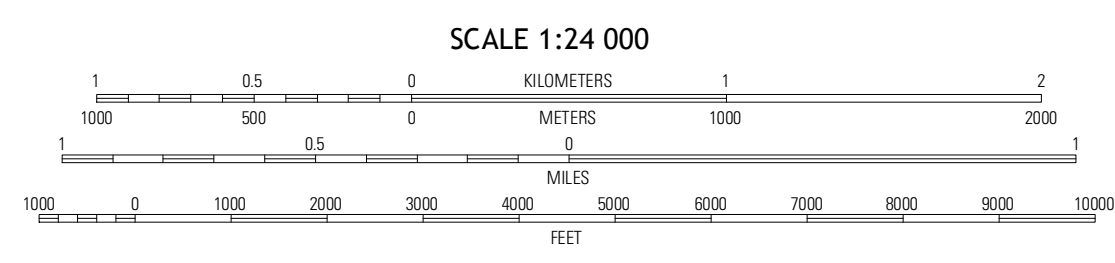 SCALE 1:24 000
1 0.5 0 KILOMETERS 1 2
1000 500 0 METERS 1000 2000
1 0.5 0 1
MILES
1000 0 1000 2000 3000 4000 5000 6000 7000 8000 9000 10000
FEET